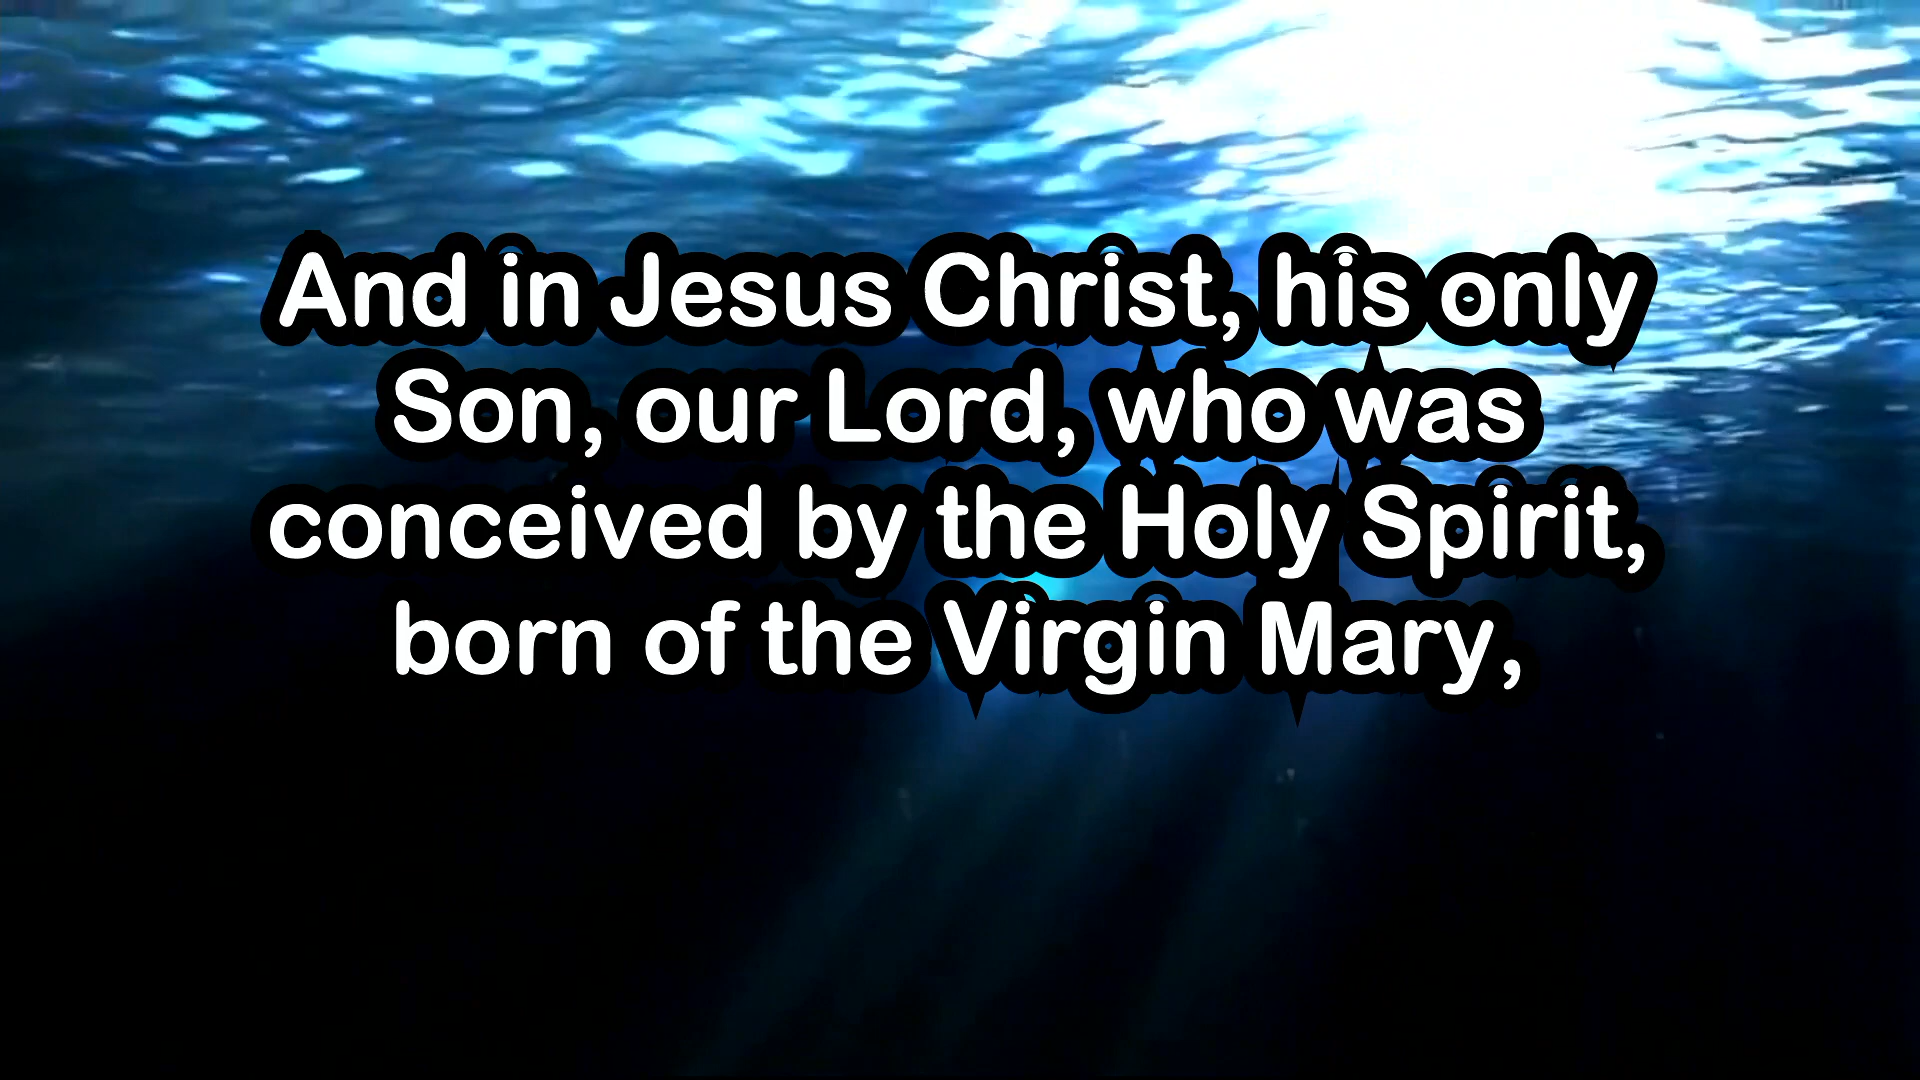 And in Jesus Christ, his only
Son, our Lord, who was
conceived by the Holy Spirit,
born of the Virgin Mary,